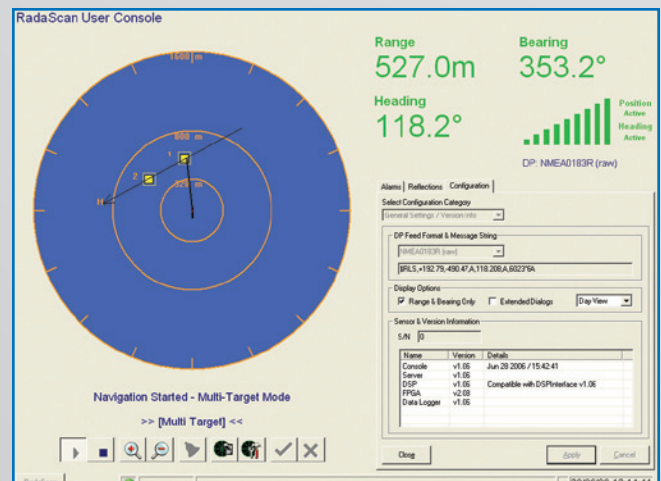 RadaScan User Console
Range
527.0m
Bearing
353.2°
Heading
118.2°
Position
Active
Heading
Active
DP: NMEA0183R (raw)
1600 m
800 m
320 m
1
2
H
Alarms Reflections Configuration
Select Configuration Category
General Settings / Version Info
DP Feed Format & Message String
NMEA0183R (raw)
Display Options
Range & Bearing Only
Extended Dialogs
Day View
Sensor & Version Information
S/N 0
Name Version Details
Console v1.06 Jun 28 2006 / 15:42:41
Server v1.06
DSP v1.06 Compatible with DSPInterface v1.06
FPGA v2.08
Data Logger v1.06
Navigation Started - Multi-Target Mode
>> [Multi Target] <<
Close
Apply
Cancel